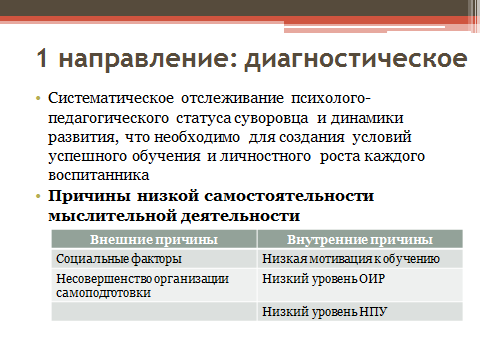 1 направление: диагностическое
• Систематическое отслеживание психолого-
педагогического статуса суворовца и динамики
развития, что необходимо для создания условий
успешного обучения и личностного роста каждого
воспитанника
• Причины низкой самостоятельности
мыслительной деятельности
Внешние причины Внутренние причины
Социальные факторы Низкая мотивация к обучению
Несовершенство организации Низкий уровень ОИР
самоподготовки
Низкий уровень НПУ